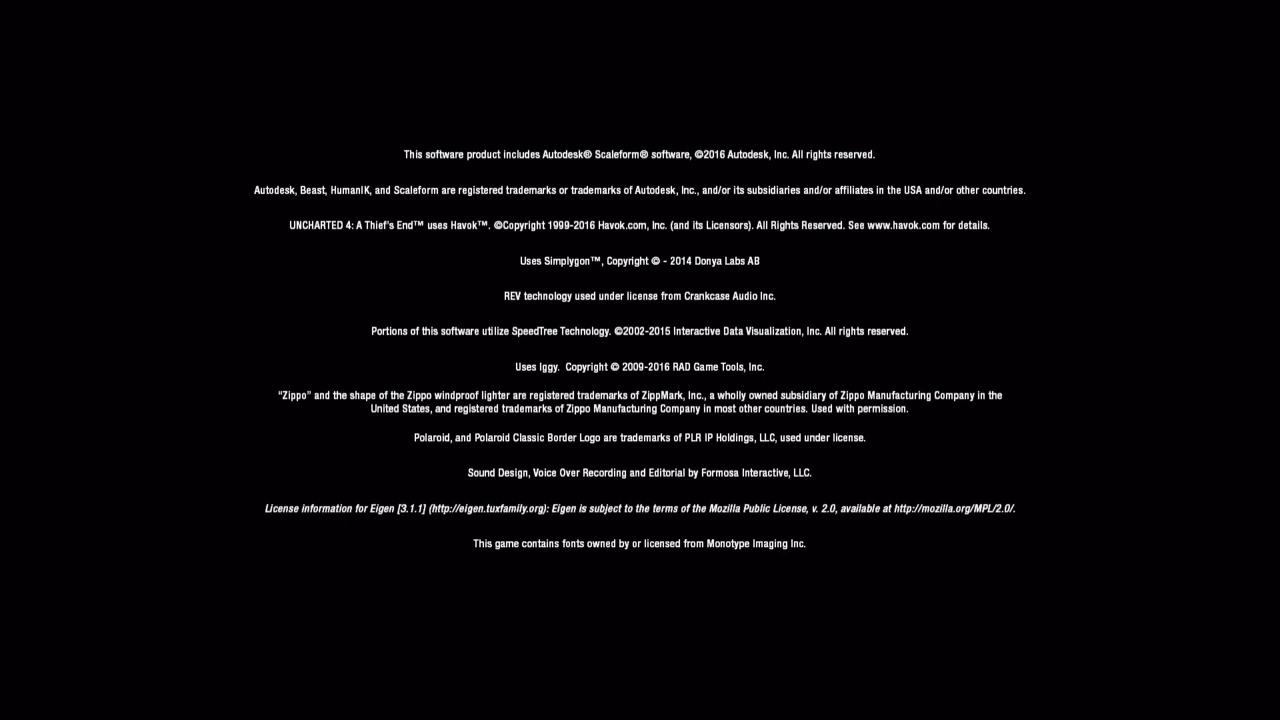 This software product includes Autodesk® Scaleform® software, ©2016 Autodesk, Inc. All rights reserved.
Autodesk, Beast, HumanIK, and Scaleform are registered trademarks or trademarks of Autodesk, Inc., and/or its subsidiaries and/or affiliates in the USA and/or other countries.
UNCHARTED 4: A Thief's End™ uses Havok™. ©Copyright 1999-2016 Havok.com, Inc. (and its Licensors). All Rights Reserved. See www.havok.com for details.
Uses Simplygon™, Copyright © - 2014 Donya Labs AB
REV technology used under license from Crankcase Audio Inc.
Portions of this software utilize SpeedTree Technology. ©2002-2015 Interactive Data Visualization, Inc. All rights reserved.
Uses Iggy.  Copyright © 2009-2016 RAD Game Tools, Inc.
“Zippo” and the shape of the Zippo windproof lighter are registered trademarks of ZippMark, Inc., a wholly owned subsidiary of Zippo Manufacturing Company in the
United States, and registered trademarks of Zippo Manufacturing Company in most other countries. Used with permission.
Polaroid, and Polaroid Classic Border Logo are trademarks of PLR IP Holdings, LLC, used under license.
Sound Design, Voice Over Recording and Editorial by Formosa Interactive, LLC.
License information for Eigen [3.1.1] (http://eigen.tuxfamily.org): Eigen is subject to the terms of the Mozilla Public License, v. 2.0, available at http://mozilla.org/MPL/2.0/.
This game contains fonts owned by or licensed from Monotype Imaging Inc.